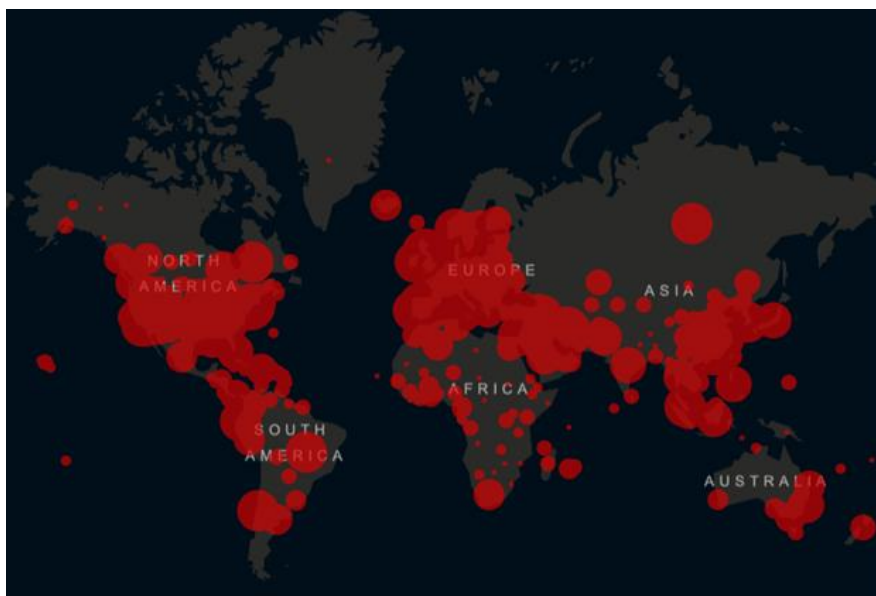 NORTH
AMERICA
EUROPE
ASIA
AFRICA
SOUTH
AMERICA
AUSTRALIA